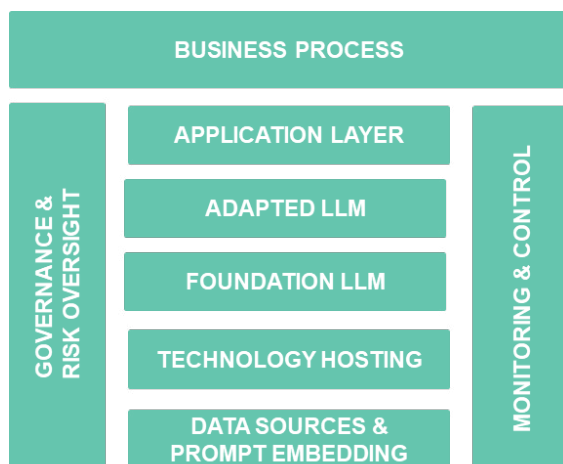 BUSINESS PROCESS
GOVERNANCE &
RISK OVERSIGHT
APPLICATION LAYER
ADAPTED LLM
FOUNDATION LLM
TECHNOLOGY HOSTING
DATA SOURCES &
PROMPT EMBEDDING
MONITORING & CONTROL